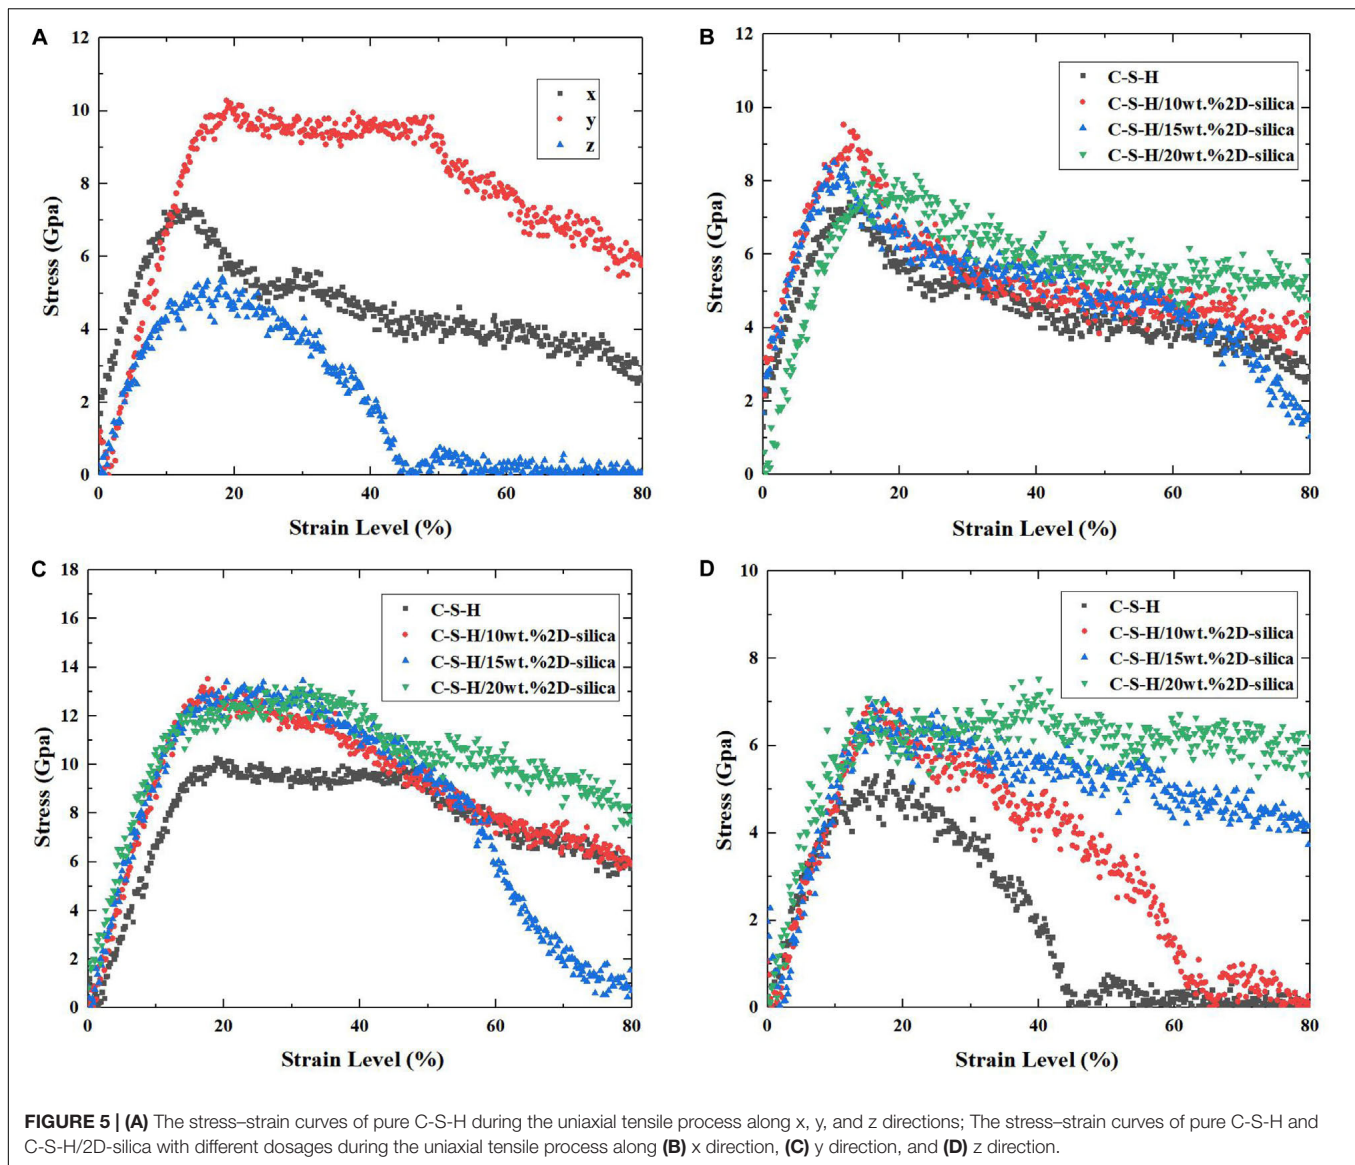 A
12
10
8
6
4
2
0
0 20 40 60 80
Stress (Gpa)
Strain Level (%)
x
y
z
B
12
10
8
6
4
2
0
0 20 40 60 80
Stress (Gpa)
Strain Level (%)
C-S-H
C-S-H/10wt.%2D-silica
C-S-H/15wt.%2D-silica
C-S-H/20wt.%2D-silica
C
18
16
14
12
10
8
6
4
2
0
0 20 40 60 80
Stress (Gpa)
Strain Level (%)
C-S-H
C-S-H/10wt.%2D-silica
C-S-H/15wt.%2D-silica
C-S-H/20wt.%2D-silica
D
10
8
6
4
2
0
0 20 40 60 80
Stress (Gpa)
Strain Level (%)
C-S-H
C-S-H/10wt.%2D-silica
C-S-H/15wt.%2D-silica
C-S-H/20wt.%2D-silica
FIGURE 5 | (A) The stress–strain curves of pure C-S-H during the uniaxial tensile process along x, y, and z directions; The stress–strain curves of pure C-S-H and
C-S-H/2D-silica with different dosages during the uniaxial tensile process along (B) x direction, (C) y direction, and (D) z direction.